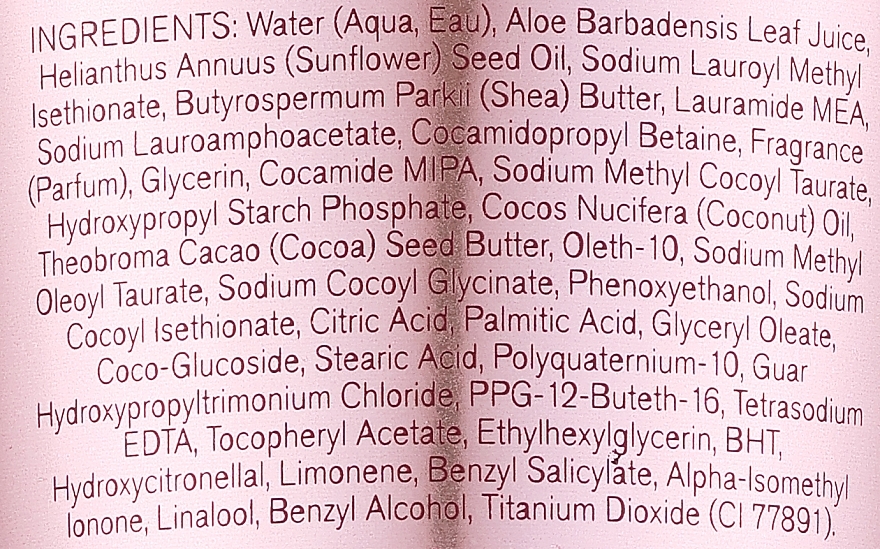 INGREDIENTS: Water (Aqua, Eau), Aloe Barbadensis Leaf Juice,
Helianthus Annuus (Sunflower) Seed Oil, Sodium Lauroyl Methyl
Isethionate, Butyrospermum Parkii (Shea) Butter, Lauramide MEA,
Sodium Lauroamphoacetate, Cocamidopropyl Betaine, Fragrance
(Parfum), Glycerin, Cocamide MIPA, Sodium Methyl Cocoyl Taurate,
Hydroxypropyl Starch Phosphate, Cocos Nucifera (Coconut) Oil,
Theobroma Cacao (Cocoa) Seed Butter, Oleth-10, Sodium Methyl
Oleoyl Taurate, Sodium Cocoyl Glycinate, Phenoxyethanol, Sodium
Cocoyl Isethionate, Citric Acid, Palmitic Acid, Glyceryl Oleate,
Coco-Glucoside, Stearic Acid, Polyquaternium-10, Guar
Hydroxypropyltrimonium Chloride, PPG-12-Buteth-16, Tetrasodium
EDTA, Tocopheryl Acetate, Ethylhexylglycerin, BHT,
Hydroxycitronellal, Limonene, Benzyl Salicylate, Alpha-Isomethyl
Ionone, Linalool, Benzyl Alcohol, Titanium Dioxide (CI 77891).